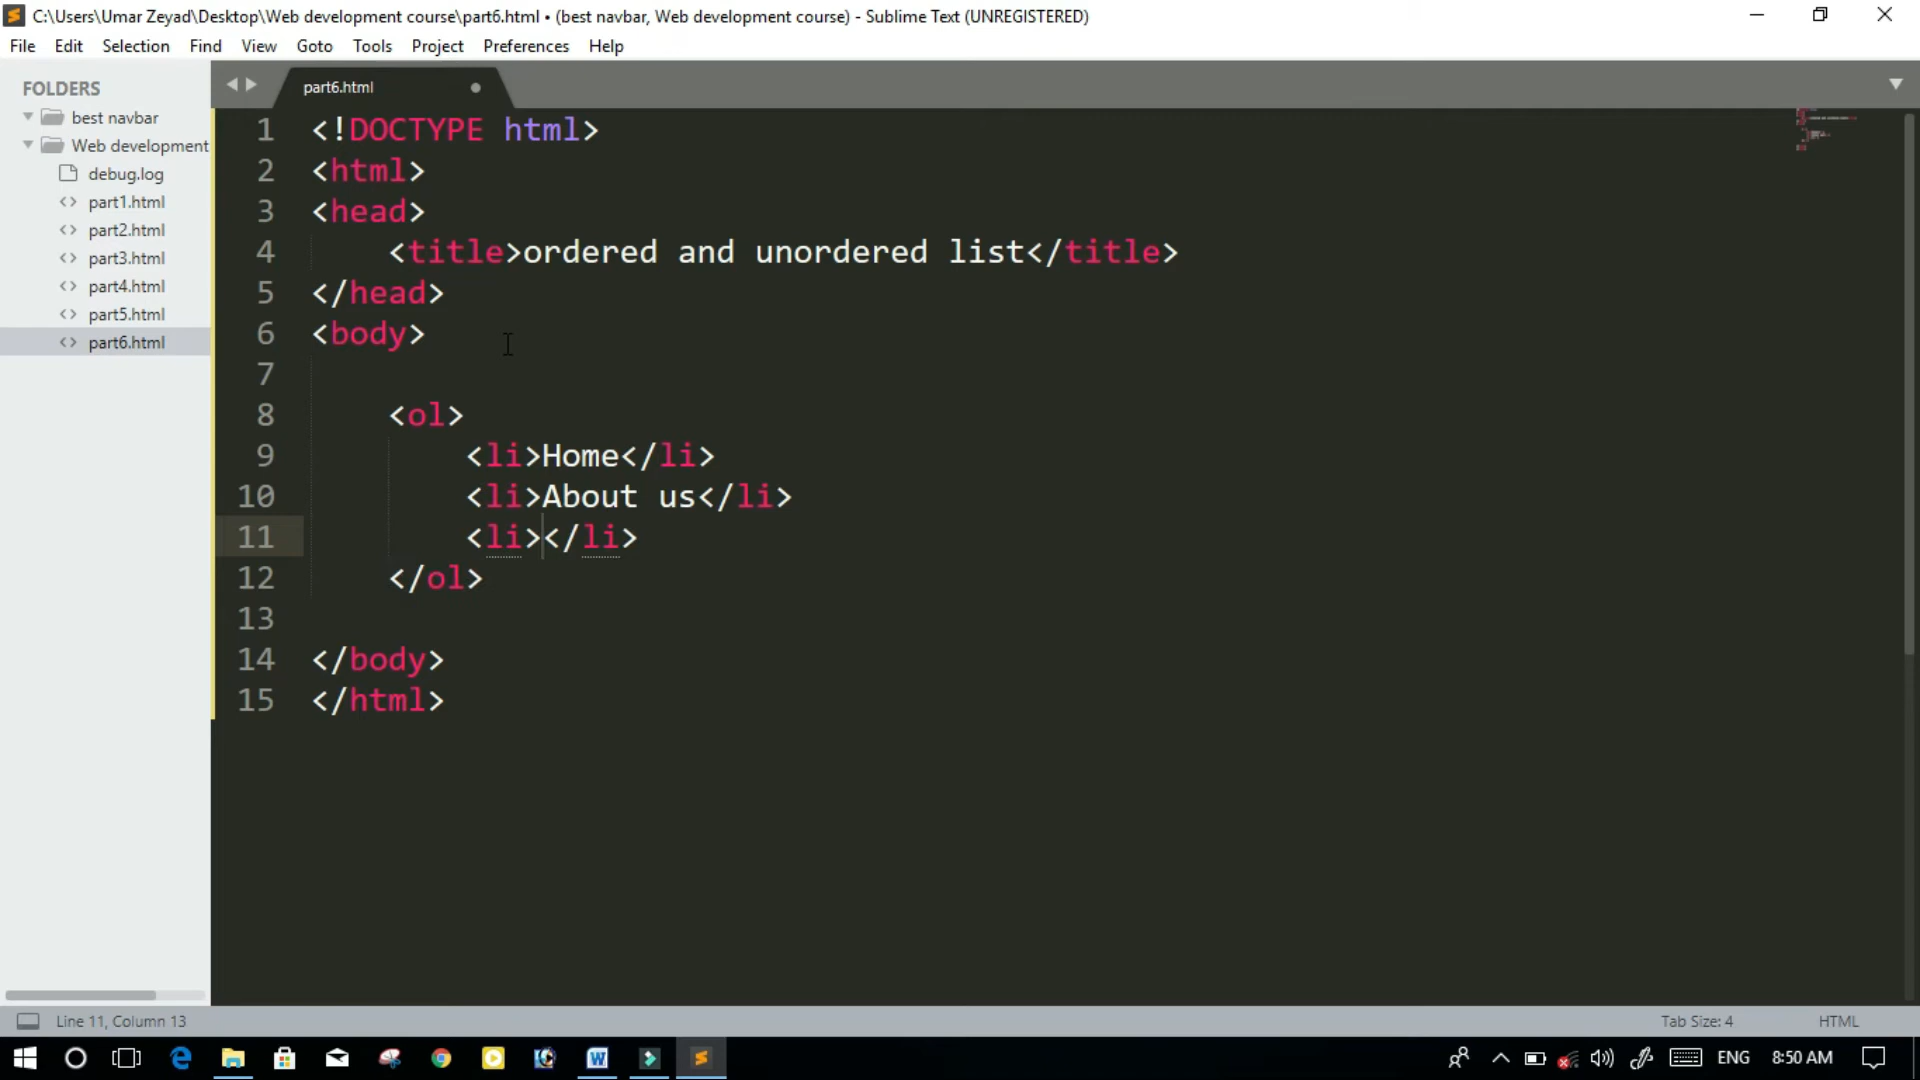 C:\Users\Umar Zeyad\Desktop\Web development course\part6.html • (best navbar, Web development course) - Sublime Text (UNREGISTERED)
File Edit Selection Find View Goto Tools Project Preferences Help
FOLDERS
best navbar
Web development
debug.log
part1.html
part2.html
part3.html
part4.html
part5.html
part6.html
part6.html
1 <!DOCTYPE html>
2 <html>
3 <head>
4 <title>ordered and unordered list</title>
5 </head>
6 <body>
7
8 <ol>
9 <li>Home</li>
10 <li>About us</li>
11 <li></li>
12 </ol>
13
14 </body>
15 </html>
Line 11, Column 13 Tab Size: 4 HTML
ENG 8:50 AM